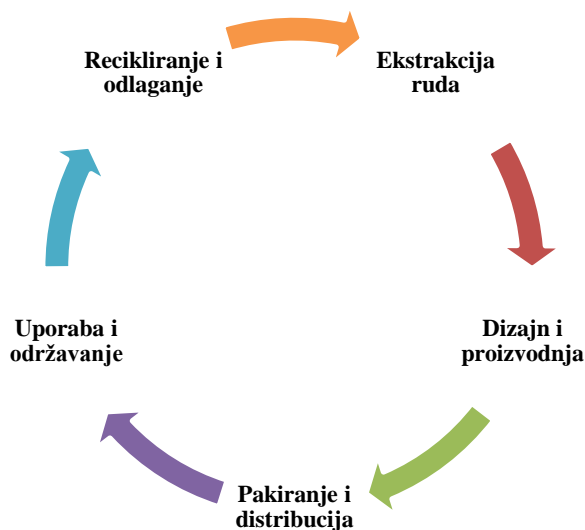 Recikliranje i
odlaganje
Ekstrakcija
ruda
Dizajn i
proizvodnja
Pakiranje i
distribucija
Uporaba i
održavanje